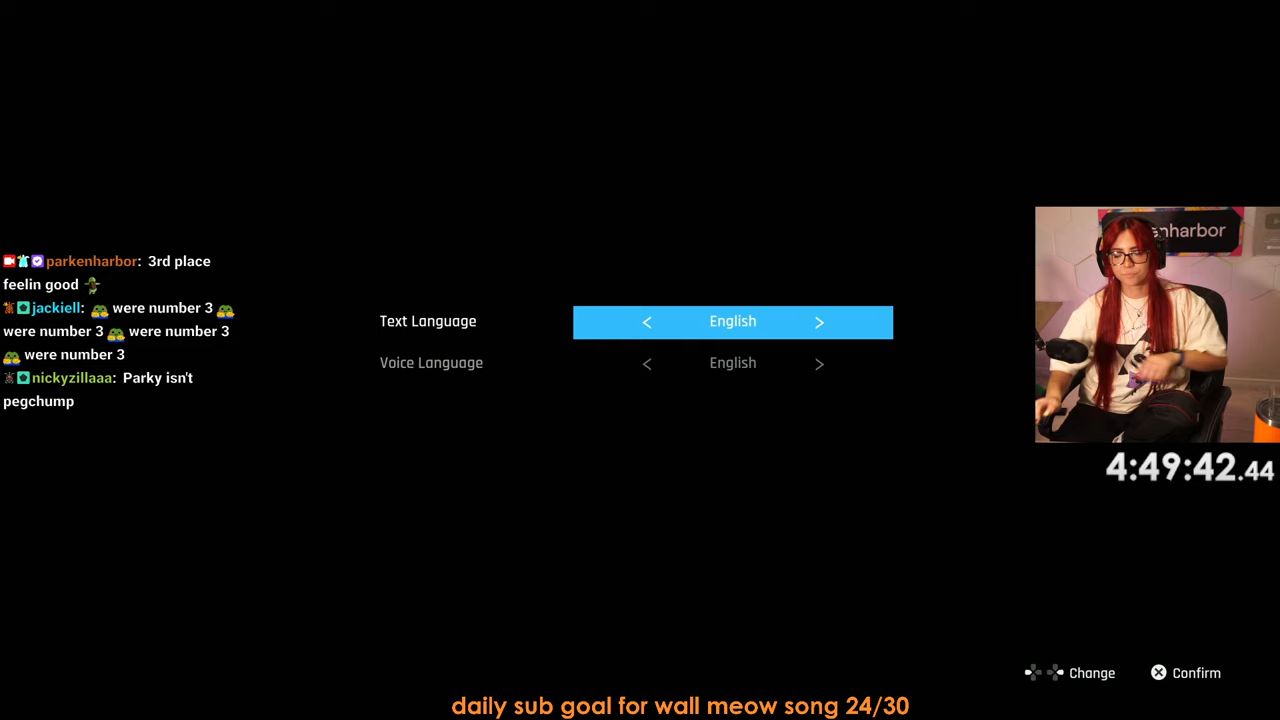 enharbor
parkenharbor: 3rd place
feelin good
jackiell: were number 3
were number 3 were number 3
were number 3
nickyzillaaa: Parky isn't
pegchump
Text Language
< English >
Voice Language
< English >
4:49:42.44
Change
Confirm
daily sub goal for wall meow song 24/30